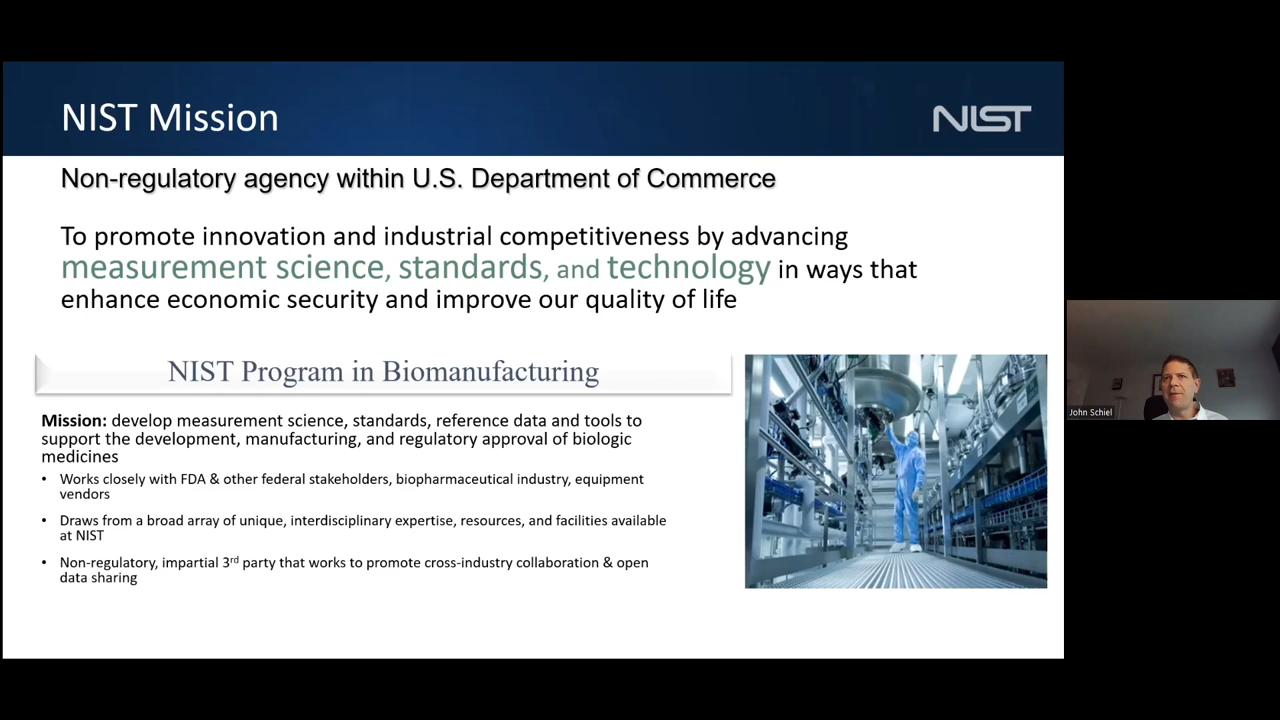 NIST Mission
NIST
Non-regulatory agency within U.S. Department of Commerce
To promote innovation and industrial competitiveness by advancing
measurement science, standards, and technology in ways that
enhance economic security and improve our quality of life
NIST Program in Biomanufacturing
Mission: develop measurement science, standards, reference data and tools to
support the development, manufacturing, and regulatory approval of biologic
medicines
• Works closely with FDA & other federal stakeholders, biopharmaceutical industry, equipment
vendors
• Draws from a broad array of unique, interdisciplinary expertise, resources, and facilities available
at NIST
• Non-regulatory, impartial 3rd party that works to promote cross-industry collaboration & open
data sharing
John Schiel